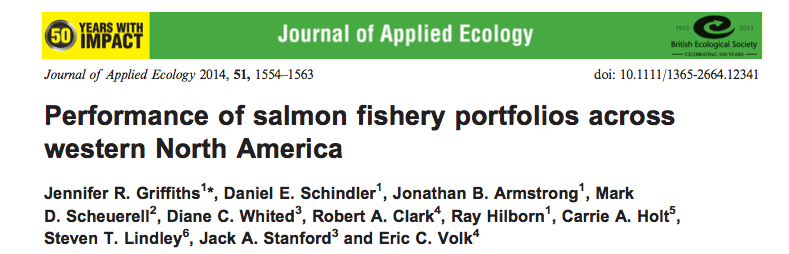 50 YEARS WITH
IMPACT
Journal of Applied Ecology
1913 2013
British Ecological Society
CELEBRATING 100 YEARS
Journal of Applied Ecology 2014, 51, 1554–1563 doi: 10.1111/1365-2664.12341
Performance of salmon fishery portfolios across
western North America
Jennifer R. Griffiths1*, Daniel E. Schindler1, Jonathan B. Armstrong1, Mark
D. Scheuerell2, Diane C. Whited3, Robert A. Clark4, Ray Hilborn1, Carrie A. Holt5,
Steven T. Lindley6, Jack A. Stanford3 and Eric C. Volk4